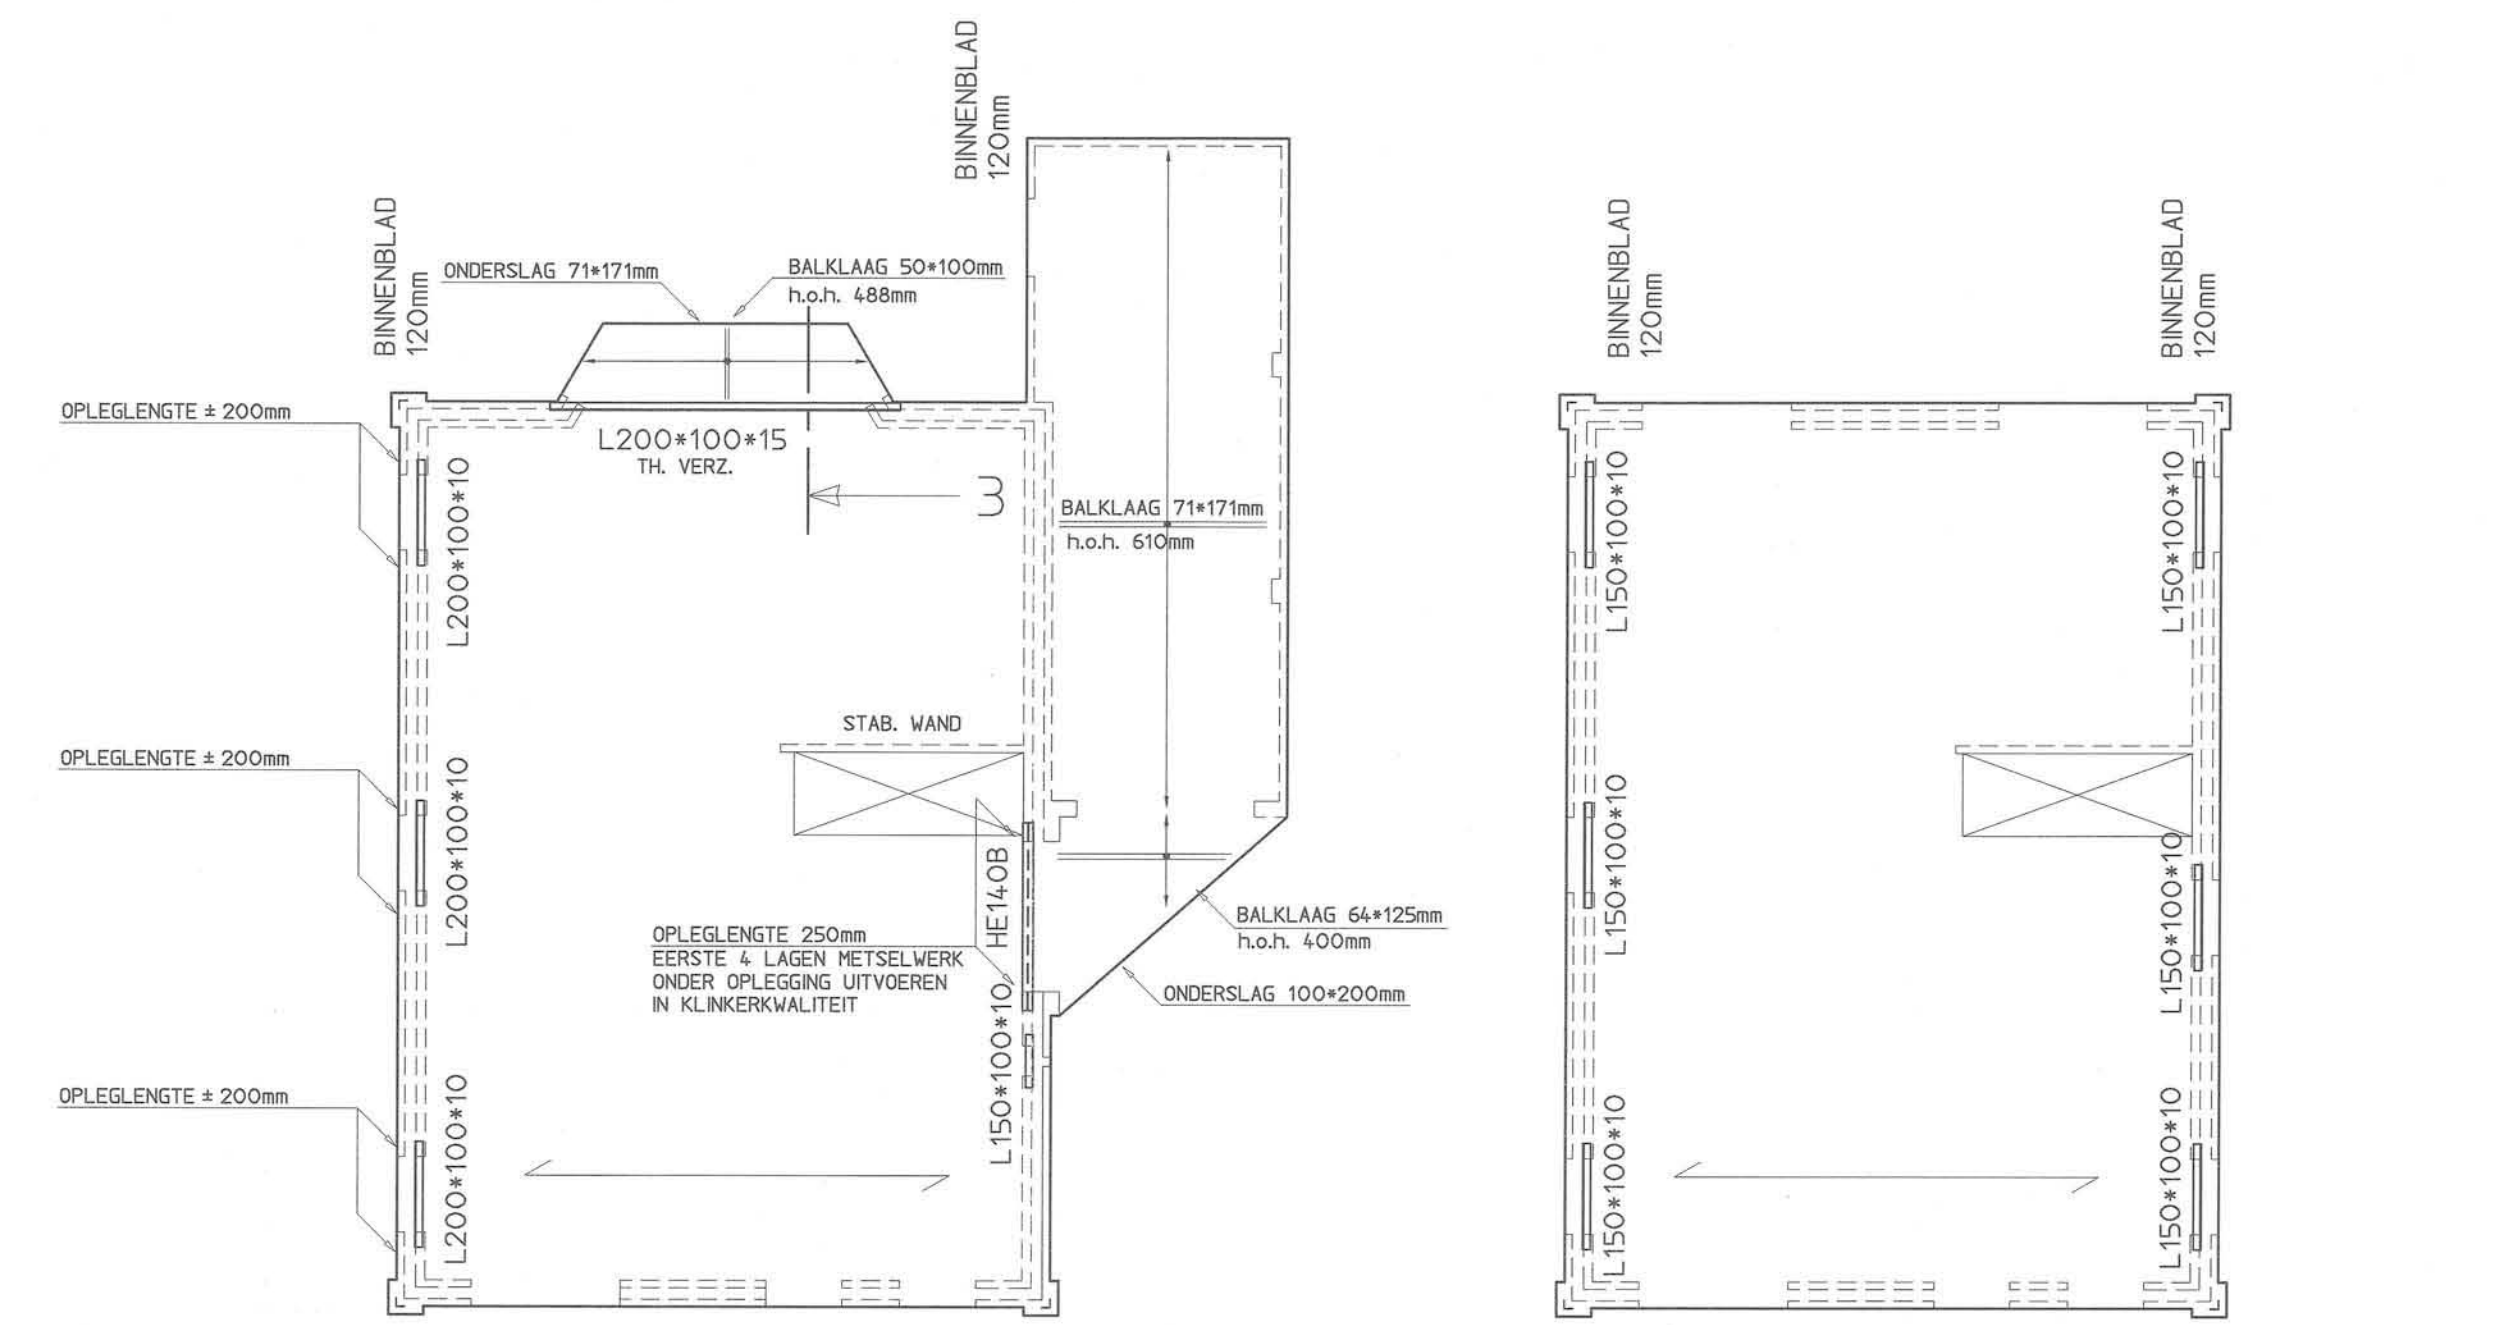 BINNENBLAD
120mm
BINNENBLAD
120mm
ONDERSLAG 71*171mm
BALKLAAG 50*100mm
h.o.h. 488mm
OPLEGLENGTE ± 200mm
L200*100*15
TH. VERZ.
L200*100*10
3
BALKLAAG 71*171mm
h.o.h. 610mm
STAB. WAND
OPLEGLENGTE ± 200mm
L200*100*10
HE140B
OPLEGLENGTE 250mm
EERSTE 4 LAGEN METSELWERK
ONDER OPLEGGING UITVOEREN
IN KLINKERKWALITEIT
BALKLAAG 64*125mm
h.o.h. 400mm
ONDERSLAG 100*200mm
L150*100*10
OPLEGLENGTE ± 200mm
L200*100*10
BINNENBLAD
120mm
BINNENBLAD
120mm
L150*100*10
L150*100*10
L150*100*10
L150*100*10
L150*100*10
L150*100*10